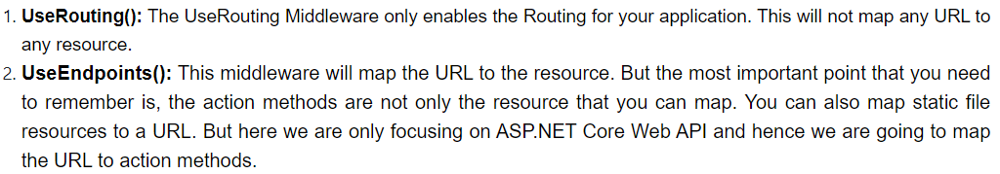 1. UseRouting(): The UseRouting Middleware only enables the Routing for your application. This will not map any URL to
any resource.
2. UseEndpoints(): This middleware will map the URL to the resource. But the most important point that you need
to remember is, the action methods are not only the resource that you can map. You can also map static file
resources to a URL. But here we are only focusing on ASP.NET Core Web API and hence we are going to map
the URL to action methods.